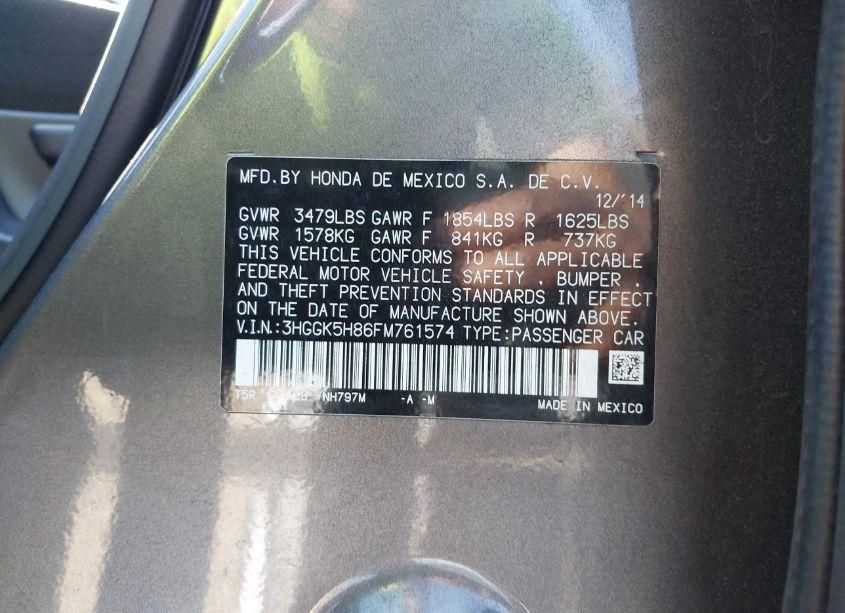 MFD.BY HONDA DE MEXICO S.A. DE C.V.
12/'14
GVWR 3479LBS GAWR F 1854LBS R 1625LBS
GVWR 1578KG GAWR F 841KG R 737KG
THIS VEHICLE CONFORMS TO ALL APPLICABLE
FEDERAL MOTOR VEHICLE SAFETY , BUMPER ,
AND THEFT PREVENTION STANDARDS IN EFFECT
ON THE DATE OF MANUFACTURE SHOWN ABOVE.
V.I.N.:3HGGK5H86FM761574 TYPE:PASSENGER CAR
T5R NH797M -A -M
MADE IN MEXICO